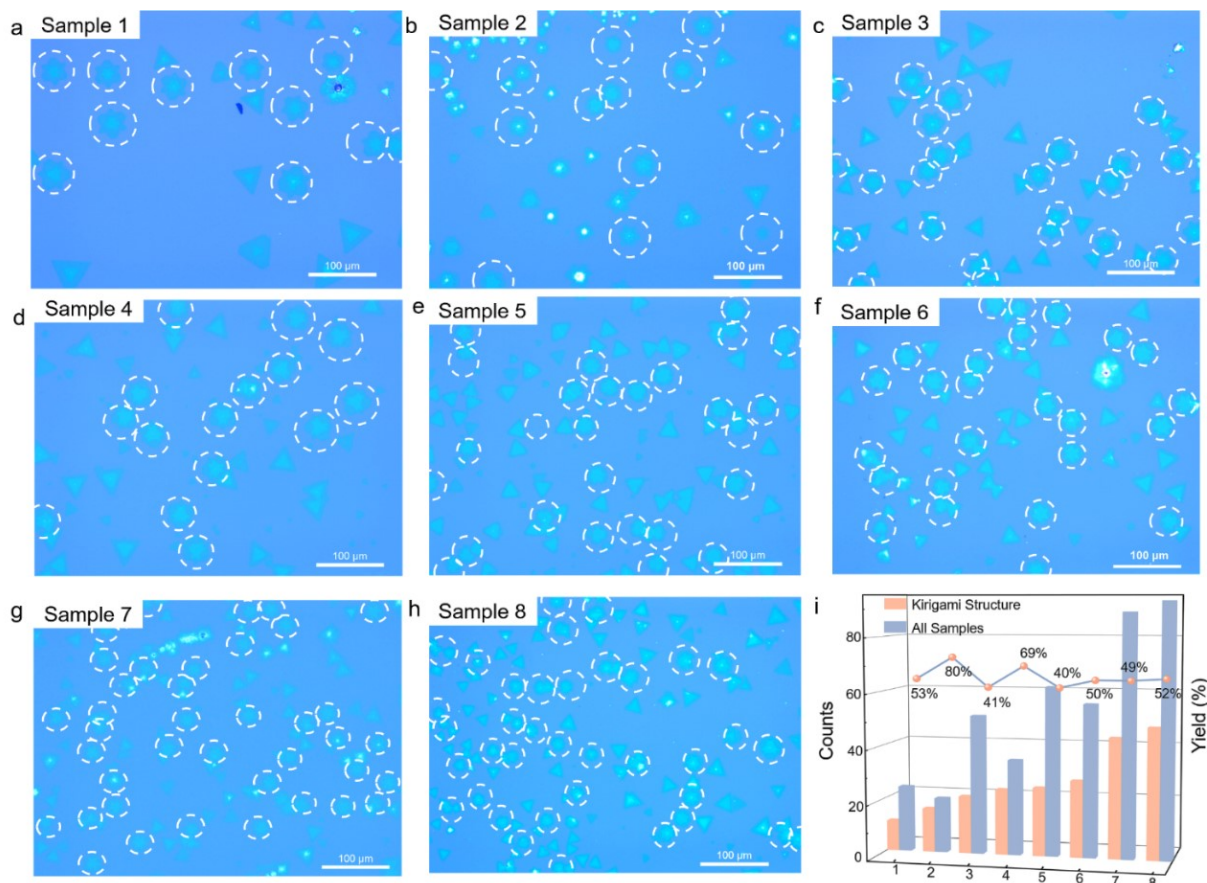 a Sample 1
100 μm
b Sample 2
100 μm
c Sample 3
100 μm
d Sample 4
100 μm
e Sample 5
100 μm
f Sample 6
100 μm
g Sample 7
100 μm
h Sample 8
100 μm
i
Kirigami Structure
All Samples
80
60
40
20
0
Counts
Yield (%)
53%
80%
41%
69%
40%
50%
49%
52%
1 2 3 4 5 6 7 8